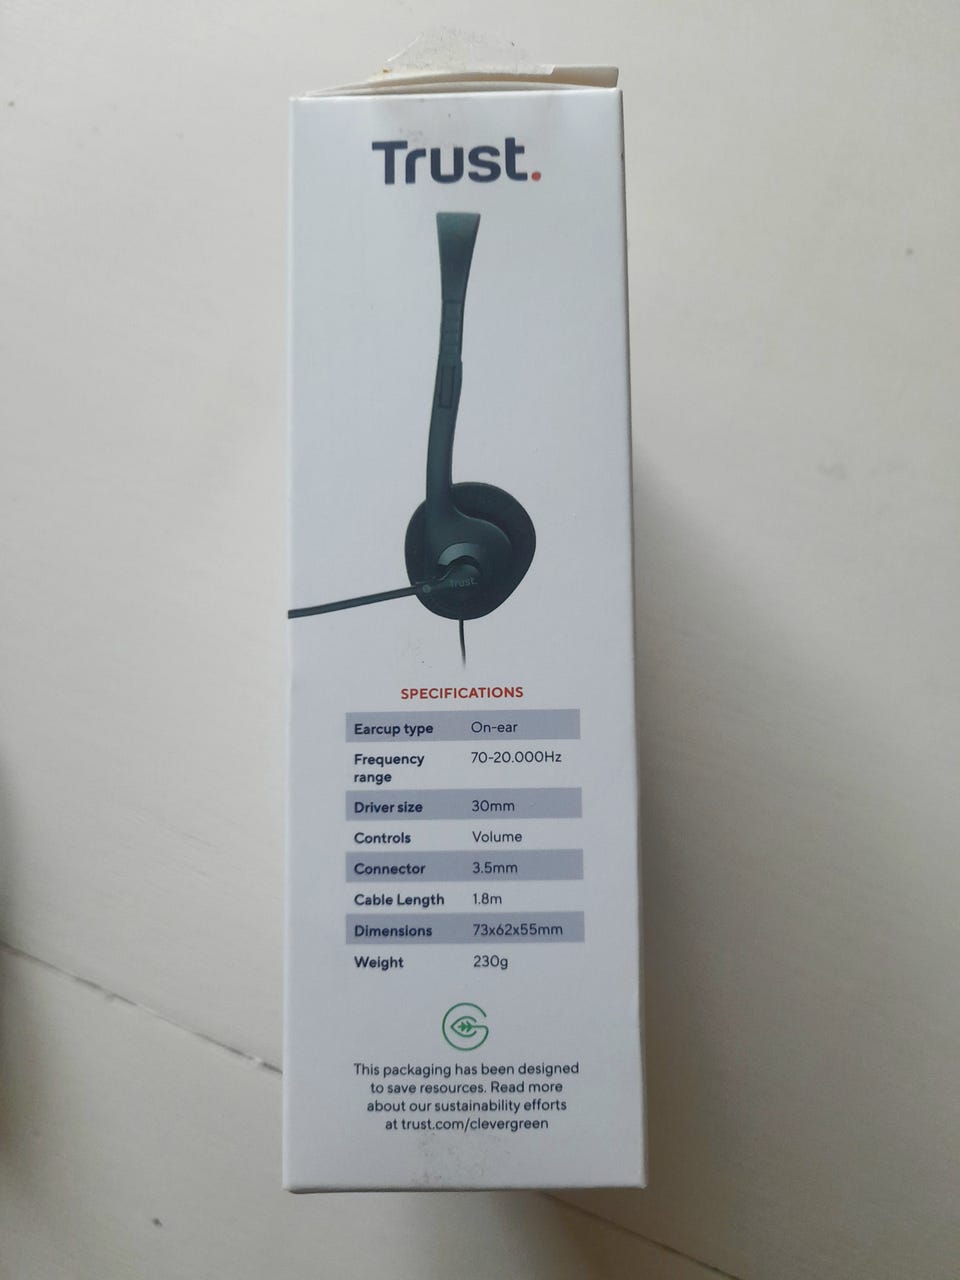 Trust.
Trust.
SPECIFICATIONS
Earcup type On-ear
Frequency range 70-20.000Hz
Driver size 30mm
Controls Volume
Connector 3.5mm
Cable Length 1.8m
Dimensions 73x62x55mm
Weight 230g
This packaging has been designed
to save resources. Read more
about our sustainability efforts
at trust.com/clevergreen